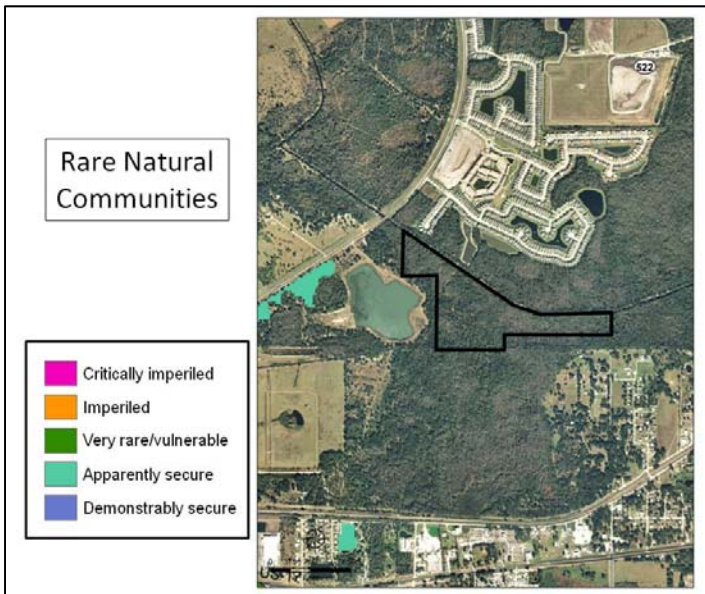 Rare Natural
Communities
522
Critically imperiled
Imperiled
Very rare/vulnerable
Apparently secure
Demonstrably secure